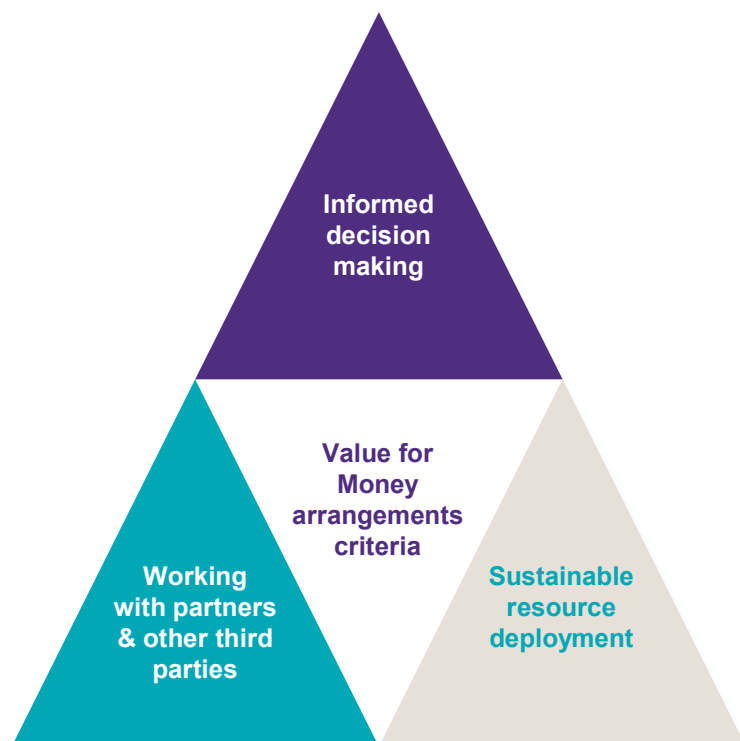 Informed
decision
making
Value for
Money
arrangements
criteria
Working
with partners
& other third
parties
Sustainable
resource
deployment